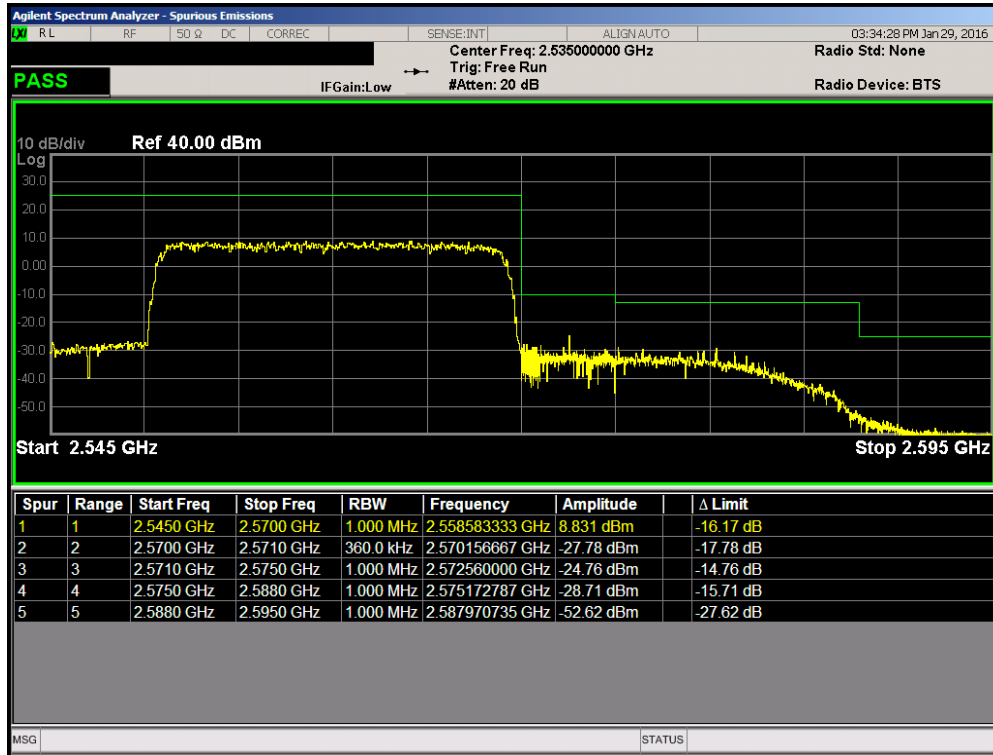 Agilent Spectrum Analyzer - Spurious Emissions
LXI RL RF 50 Ω DC CORREC SENSE:INT ALIGN AUTO 03:34:28 PM Jan 29, 2016
Center Freq: 2.535000000 GHz Radio Std: None
Trig: Free Run
PASS IFGain:Low #Atten: 20 dB Radio Device: BTS
10 dB/div Ref 40.00 dBm
Log
30.0
20.0
10.0
0.00
-10.0
-20.0
-30.0
-40.0
-50.0
Start 2.545 GHz Stop 2.595 GHz
Spur Range Start Freq Stop Freq RBW Frequency Amplitude Δ Limit
1 1 2.5450 GHz 2.5700 GHz 1.000 MHz 2.558583333 GHz 8.831 dBm -16.17 dB
2 2 2.5700 GHz 2.5710 GHz 360.0 kHz 2.570156667 GHz -27.78 dBm -17.78 dB
3 3 2.5710 GHz 2.5750 GHz 1.000 MHz 2.572560000 GHz -24.76 dBm -14.76 dB
4 4 2.5750 GHz 2.5880 GHz 1.000 MHz 2.575172787 GHz -28.71 dBm -15.71 dB
5 5 2.5880 GHz 2.5950 GHz 1.000 MHz 2.587970735 GHz -52.62 dBm -27.62 dB
MSG STATUS